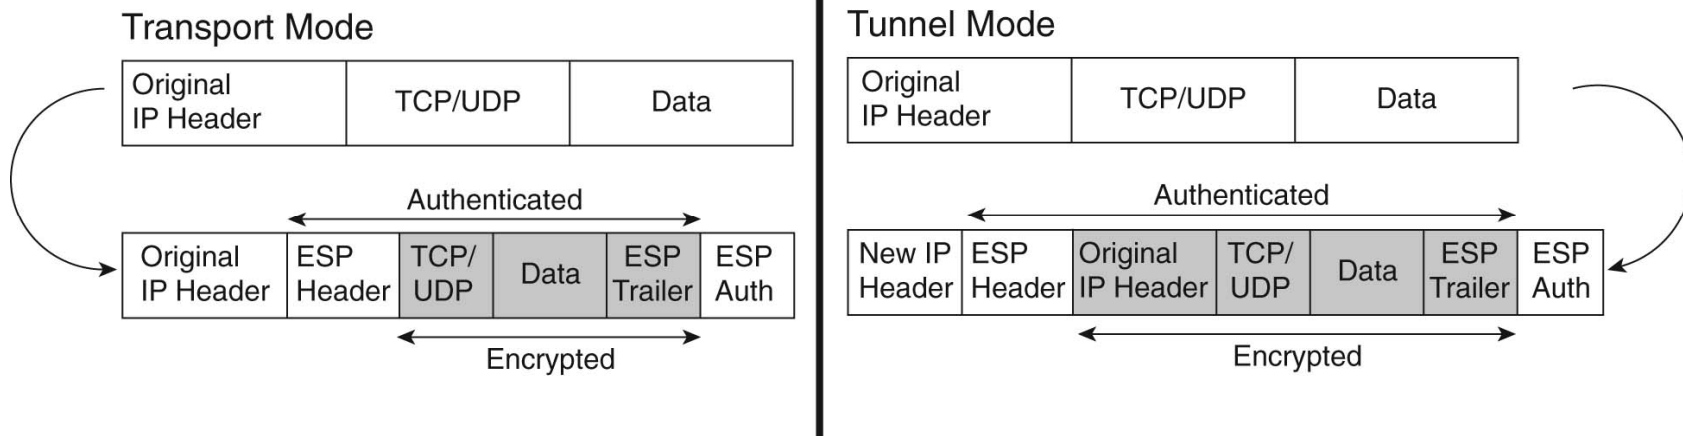 Transport Mode
Original
IP Header
TCP/UDP
Data
Authenticated
Original
IP Header
ESP
Header
TCP/
UDP
Data
ESP
Trailer
ESP
Auth
Encrypted
Tunnel Mode
Original
IP Header
TCP/UDP
Data
Authenticated
New IP
Header
ESP
Header
Original
IP Header
TCP/
UDP
Data
ESP
Trailer
ESP
Auth
Encrypted